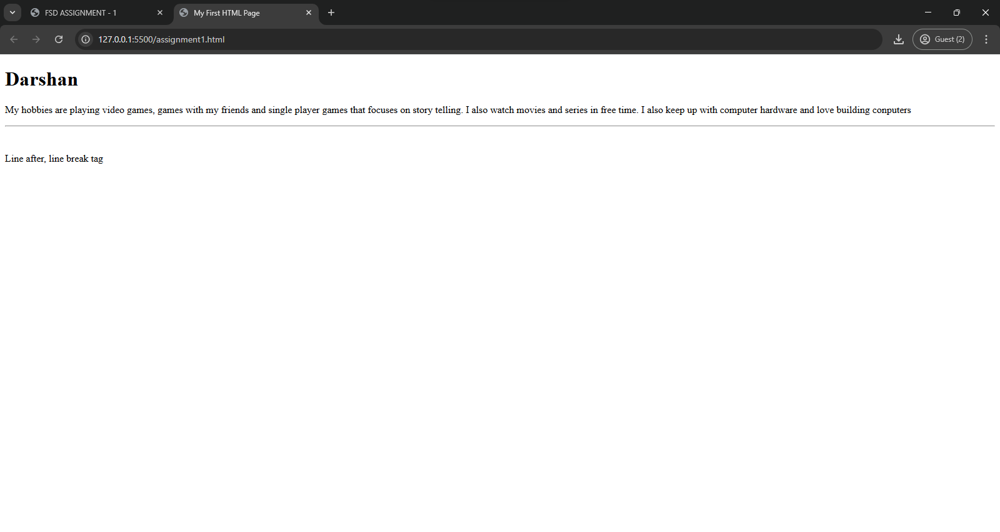 FSD ASSIGNMENT - 1
My First HTML Page
127.0.0.1:5500/assignment1.html
Guest (2)
Darshan
My hobbies are playing video games, games with my friends and single player games that focuses on story telling. I also watch movies and series in free time. I also keep up with computer hardware and love building conputers
Line after, line break tag